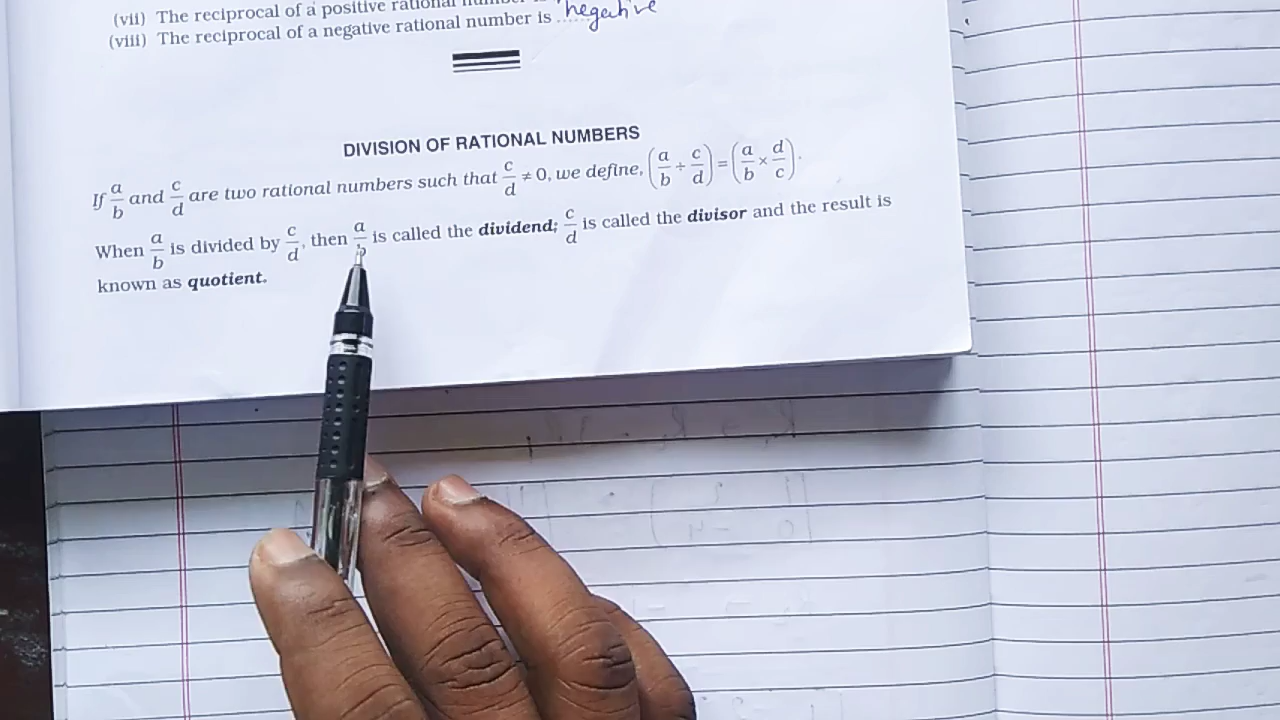 (vii) The reciprocal of a positive rational number
(viii) The reciprocal of a negative rational number is ..... negative
DIVISION OF RATIONAL NUMBERS
If a/b and c/d are two rational numbers such that c/d ≠ 0, we define, (a/b ÷ c/d) = (a/b × d/c).
When a/b is divided by c/d, then a/b is called the dividend; c/d is called the divisor and the result is
known as quotient.